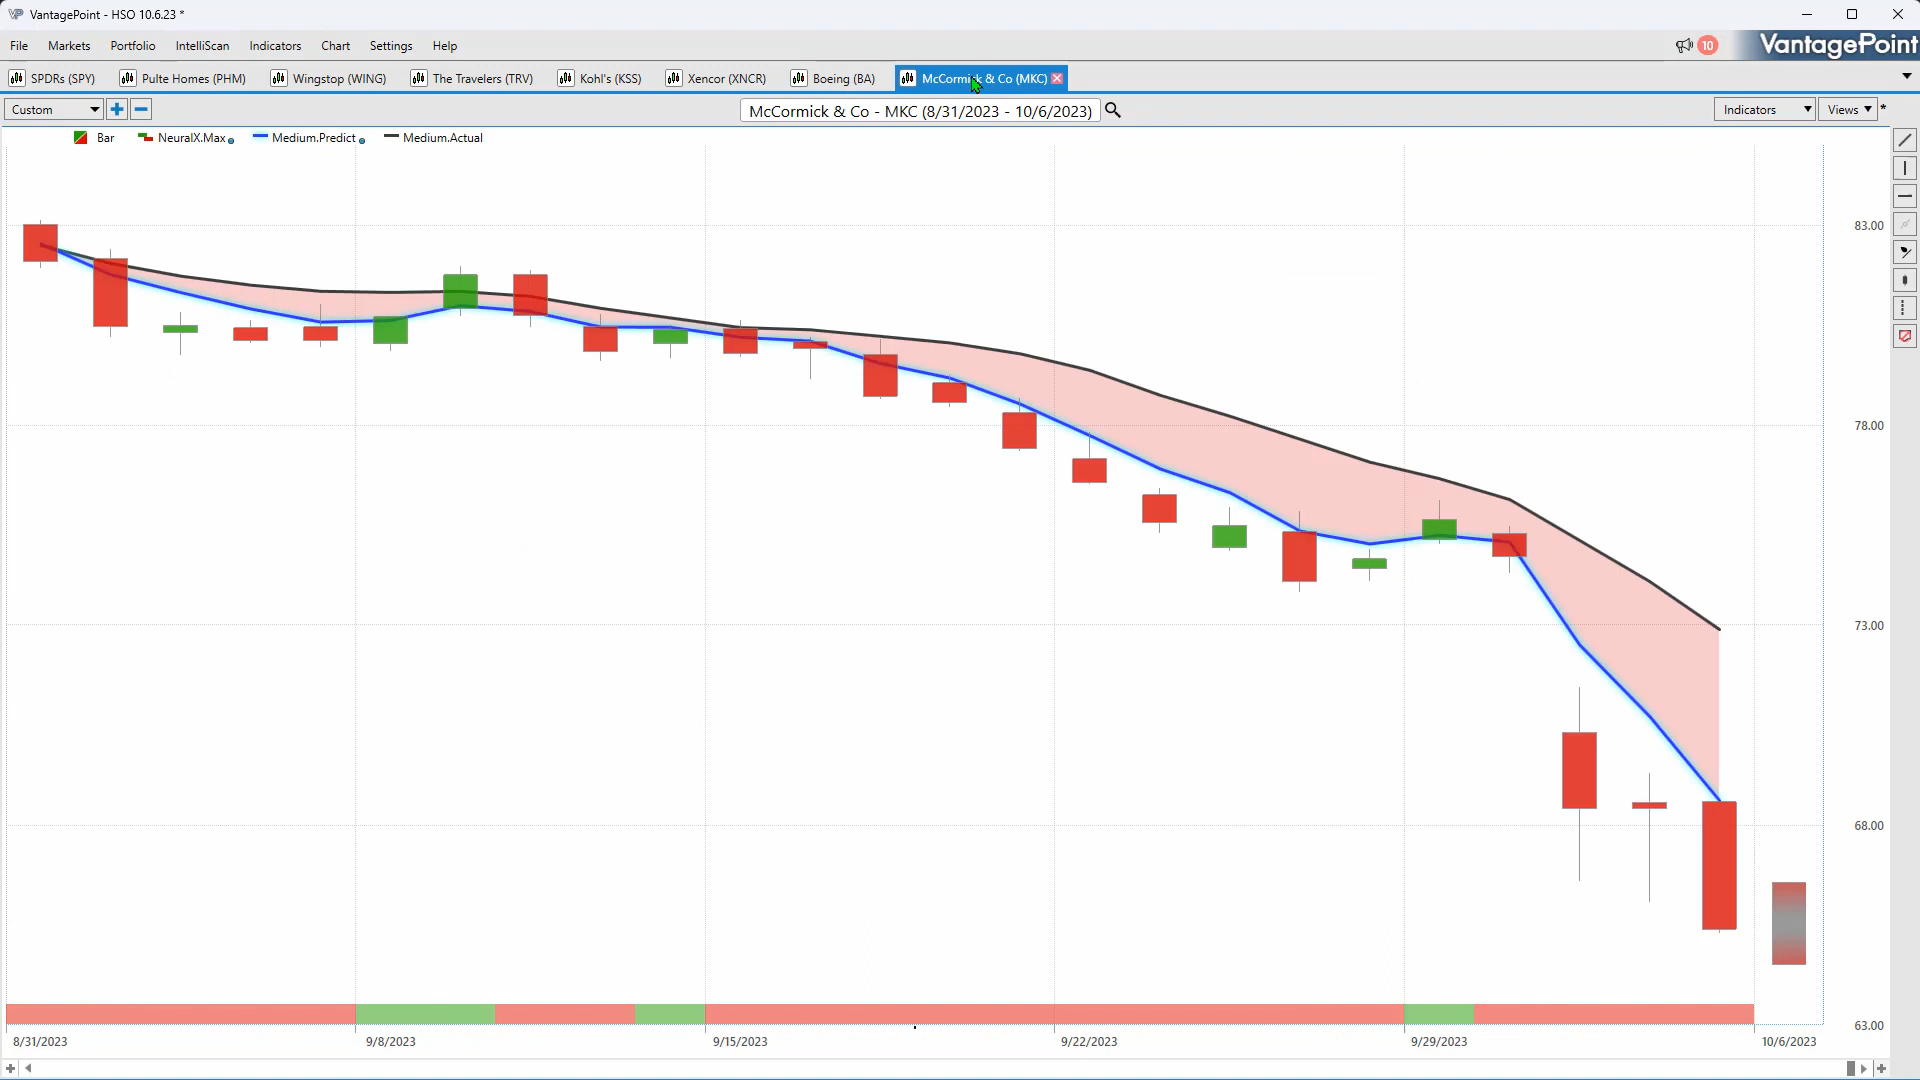 VantagePoint - HSO 10.6.23 *
File Markets Portfolio IntelliScan Indicators Chart Settings Help
10 VantagePoint
SPDRs (SPY) Pulte Homes (PHM) Wingstop (WING) The Travelers (TRV) Kohl's (KSS) Xencor (XNCR) Boeing (BA) McCormick & Co (MKC)
Custom McCormick & Co - MKC (8/31/2023 - 10/6/2023) Indicators Views *
Bar NeuralX.Max Medium.Predict Medium.Actual
83.00
78.00
73.00
68.00
63.00
8/31/2023 9/8/2023 9/15/2023 9/22/2023 9/29/2023 10/6/2023